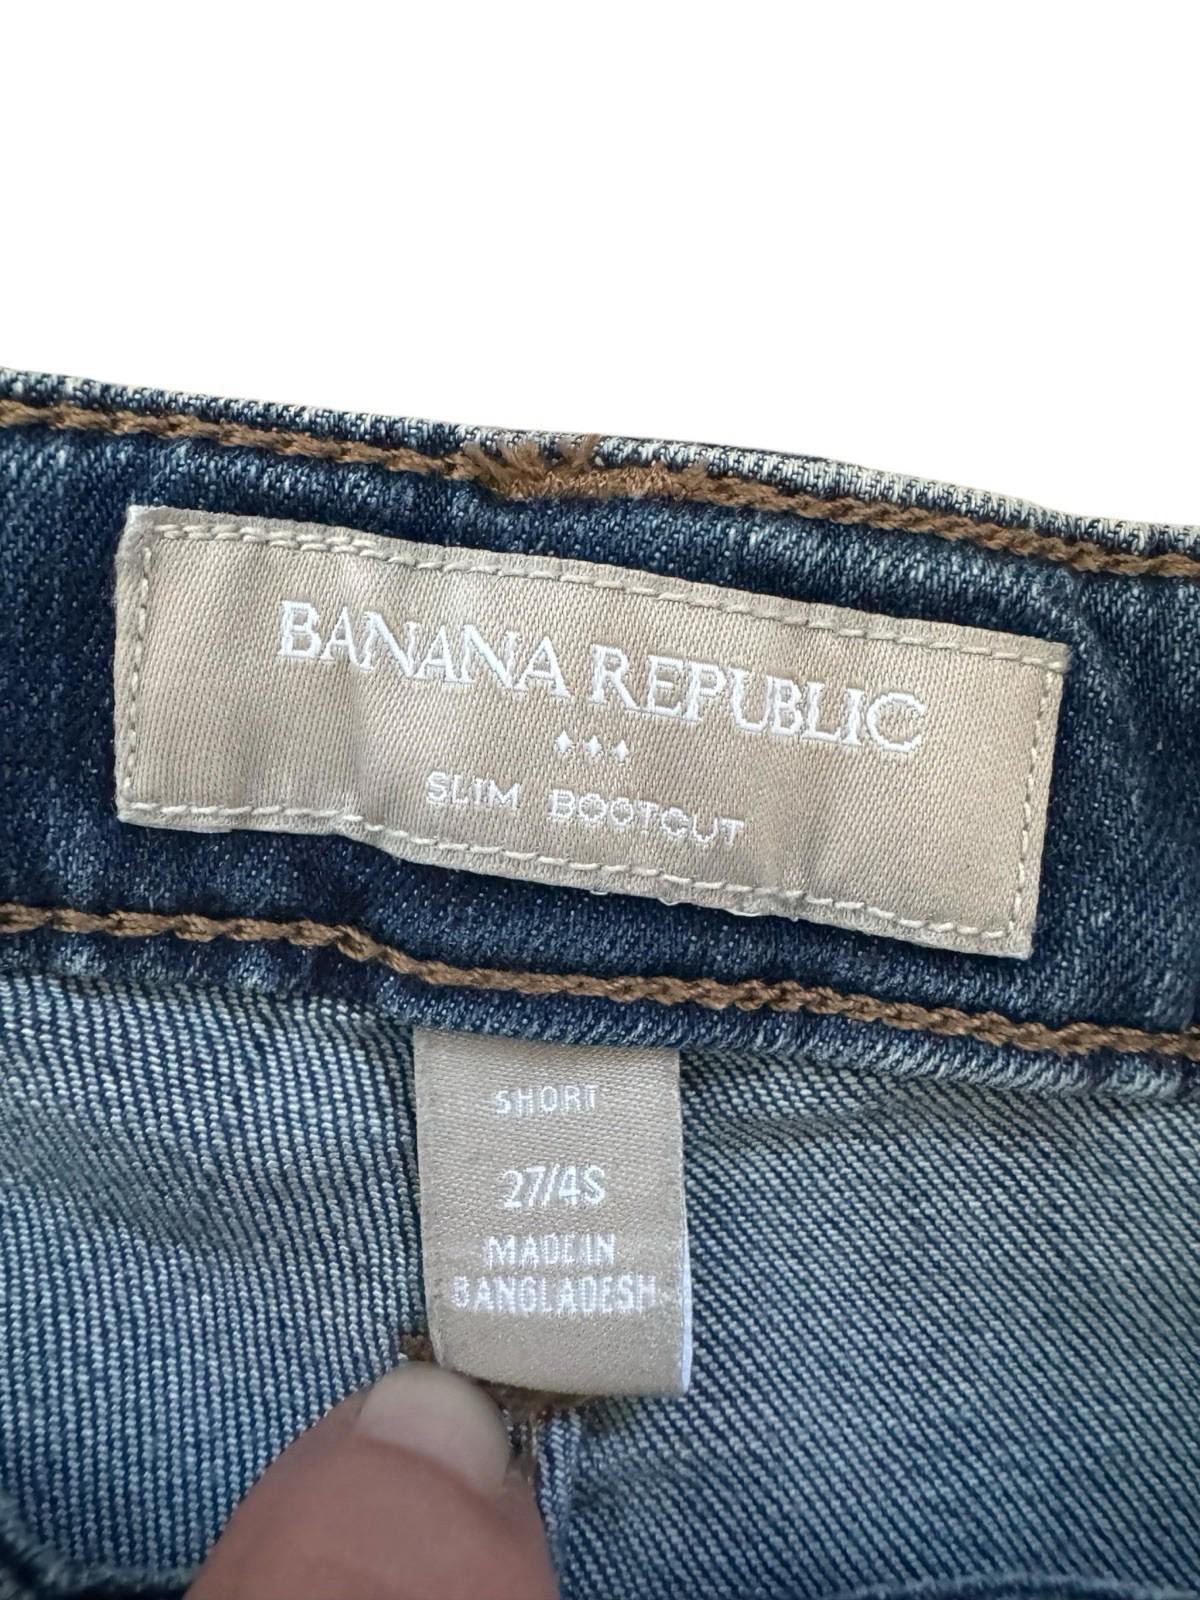 BANANA REPUBLIC
SLIM BOOTCUT
SHORT
27/4S
MADE IN
BANGLADESH